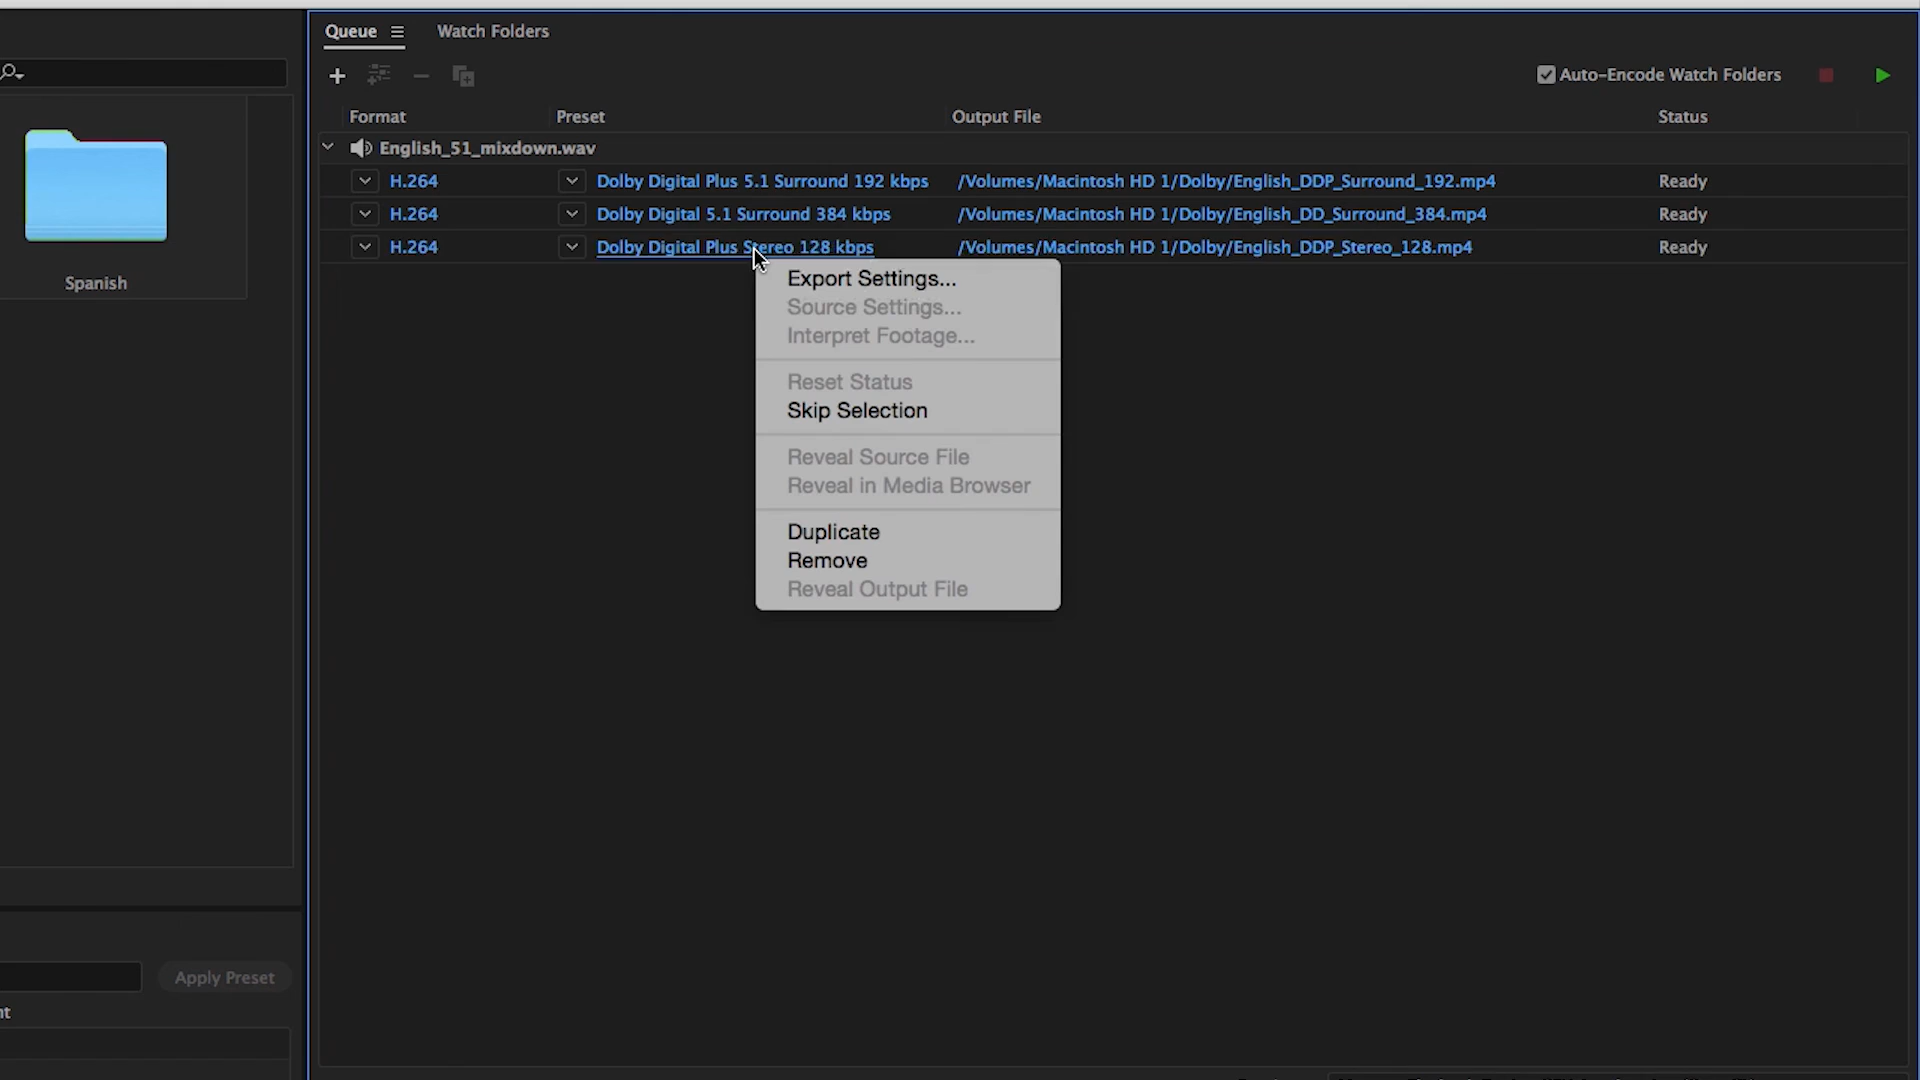 Queue
Watch Folders
Auto-Encode Watch Folders
Format Preset Output File Status
English_51_mixdown.wav
H.264 Dolby Digital Plus 5.1 Surround 192 kbps /Volumes/Macintosh HD 1/Dolby/English_DDP_Surround_192.mp4 Ready
H.264 Dolby Digital 5.1 Surround 384 kbps /Volumes/Macintosh HD 1/Dolby/English_DD_Surround_384.mp4 Ready
H.264 Dolby Digital Plus Stereo 128 kbps /Volumes/Macintosh HD 1/Dolby/English_DDP_Stereo_128.mp4 Ready
Spanish
Export Settings...
Source Settings...
Interpret Footage...
Reset Status
Skip Selection
Reveal Source File
Reveal in Media Browser
Duplicate
Remove
Reveal Output File
Apply Preset
nt